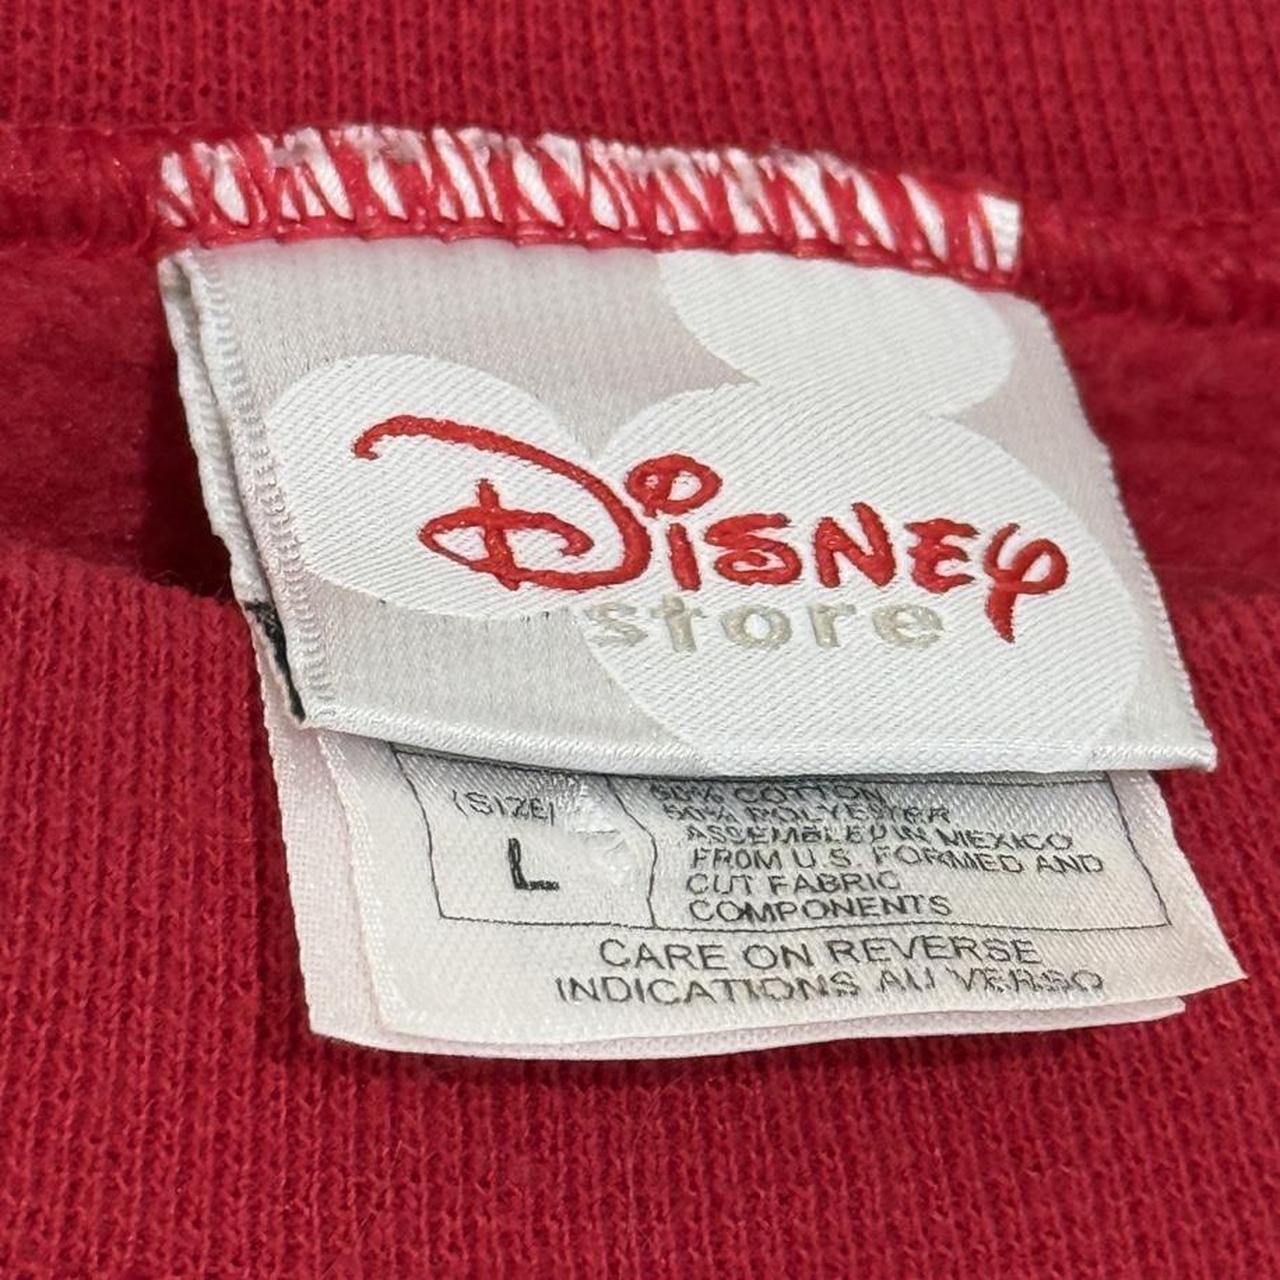 Disney
store
(SIZE)
L
50% COTTON
50% POLYESTER
ASSEMBLED IN MEXICO
FROM U.S. FORMED AND
CUT FABRIC
COMPONENTS
CARE ON REVERSE
INDICATIONS AU VERSO